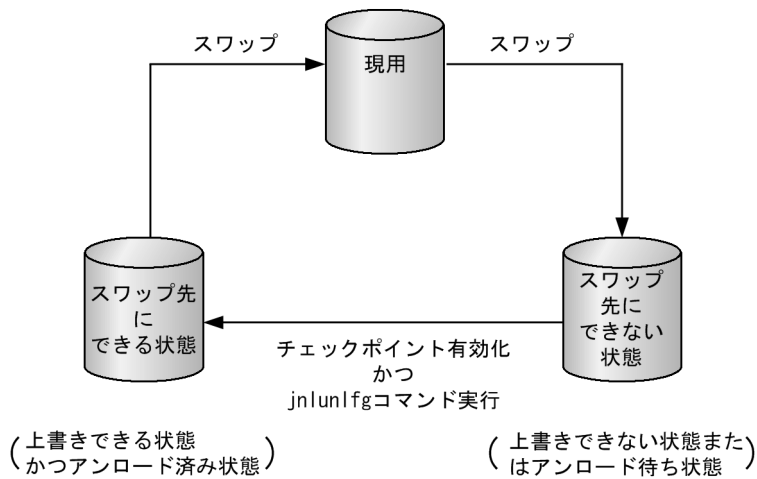 スワップ
スワップ
現用
スワップ先
に
できる状態
スワップ
先に
できない
状態
チェックポイント有効化
かつ
jnlunlfgコマンド実行
(上書きできる状態
かつアンロード済み状態)
(上書きできない状態また
はアンロード待ち状態)